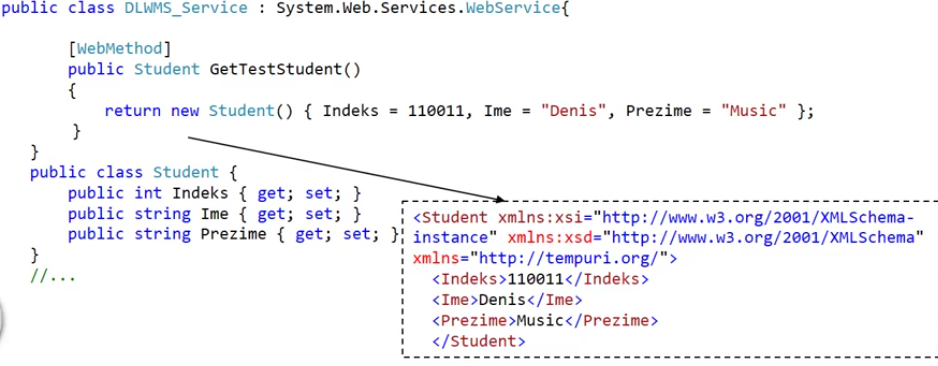 public class DLWMS_Service : System.Web.Services.WebService{
[WebMethod]
public Student GetTestStudent()
{
return new Student() { Indeks = 110011, Ime = "Denis", Prezime = "Music" };
}
}
public class Student {
public int Indeks { get; set; }
public string Ime { get; set; }
public string Prezime { get; set; }
}
//...
<Student xmlns:xsi="http://www.w3.org/2001/XMLSchema-
instance" xmlns:xsd="http://www.w3.org/2001/XMLSchema"
xmlns="http://tempuri.org/">
<Indeks>110011</Indeks>
<Ime>Denis</Ime>
<Prezime>Music</Prezime>
</Student>